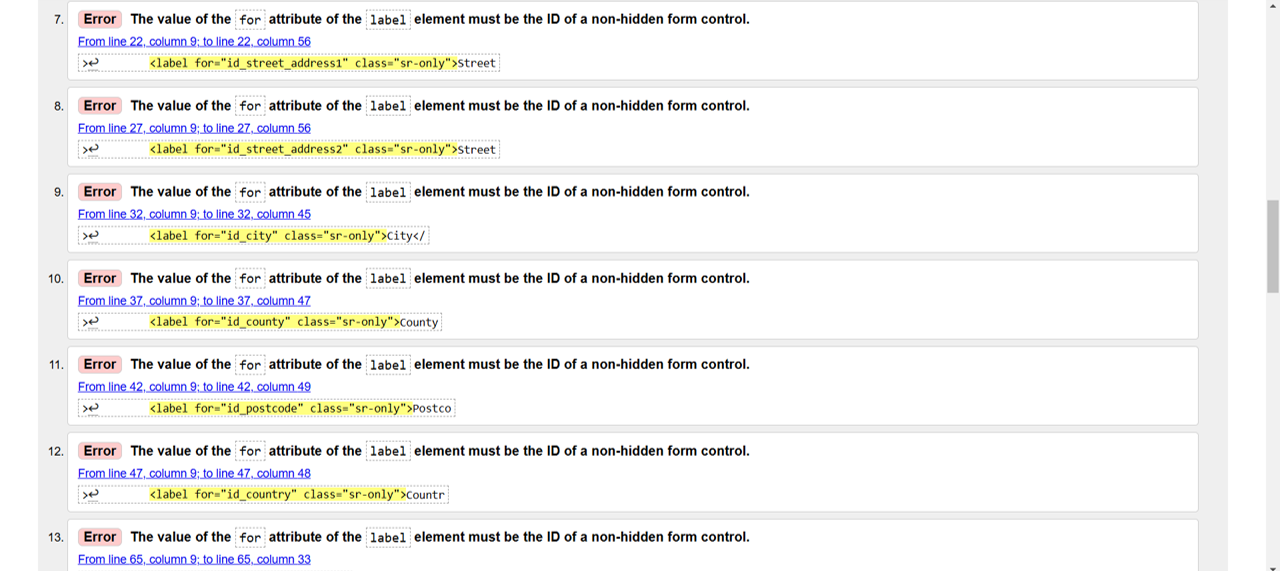 7. Error The value of the for attribute of the label element must be the ID of a non-hidden form control.
From line 22, column 9; to line 22, column 56
>↩ <label for="id_street_address1" class="sr-only">Street
8. Error The value of the for attribute of the label element must be the ID of a non-hidden form control.
From line 27, column 9; to line 27, column 56
>↩ <label for="id_street_address2" class="sr-only">Street
9. Error The value of the for attribute of the label element must be the ID of a non-hidden form control.
From line 32, column 9; to line 32, column 45
>↩ <label for="id_city" class="sr-only">City</
10. Error The value of the for attribute of the label element must be the ID of a non-hidden form control.
From line 37, column 9; to line 37, column 47
>↩ <label for="id_county" class="sr-only">County
11. Error The value of the for attribute of the label element must be the ID of a non-hidden form control.
From line 42, column 9; to line 42, column 49
>↩ <label for="id_postcode" class="sr-only">Postco
12. Error The value of the for attribute of the label element must be the ID of a non-hidden form control.
From line 47, column 9; to line 47, column 48
>↩ <label for="id_country" class="sr-only">Countr
13. Error The value of the for attribute of the label element must be the ID of a non-hidden form control.
From line 65, column 9; to line 65, column 33